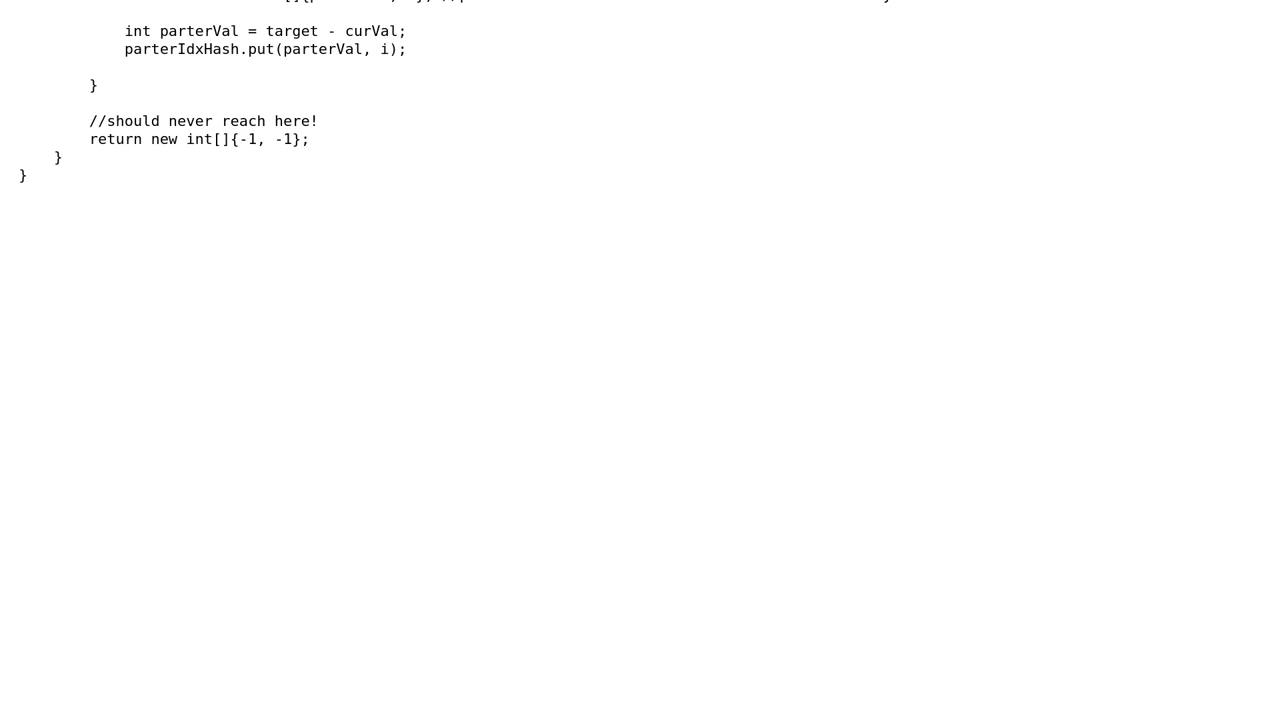 int parterVal = target - curVal;
parterIdxHash.put(parterVal, i);
}
//should never reach here!
return new int[]{-1, -1};
}
}